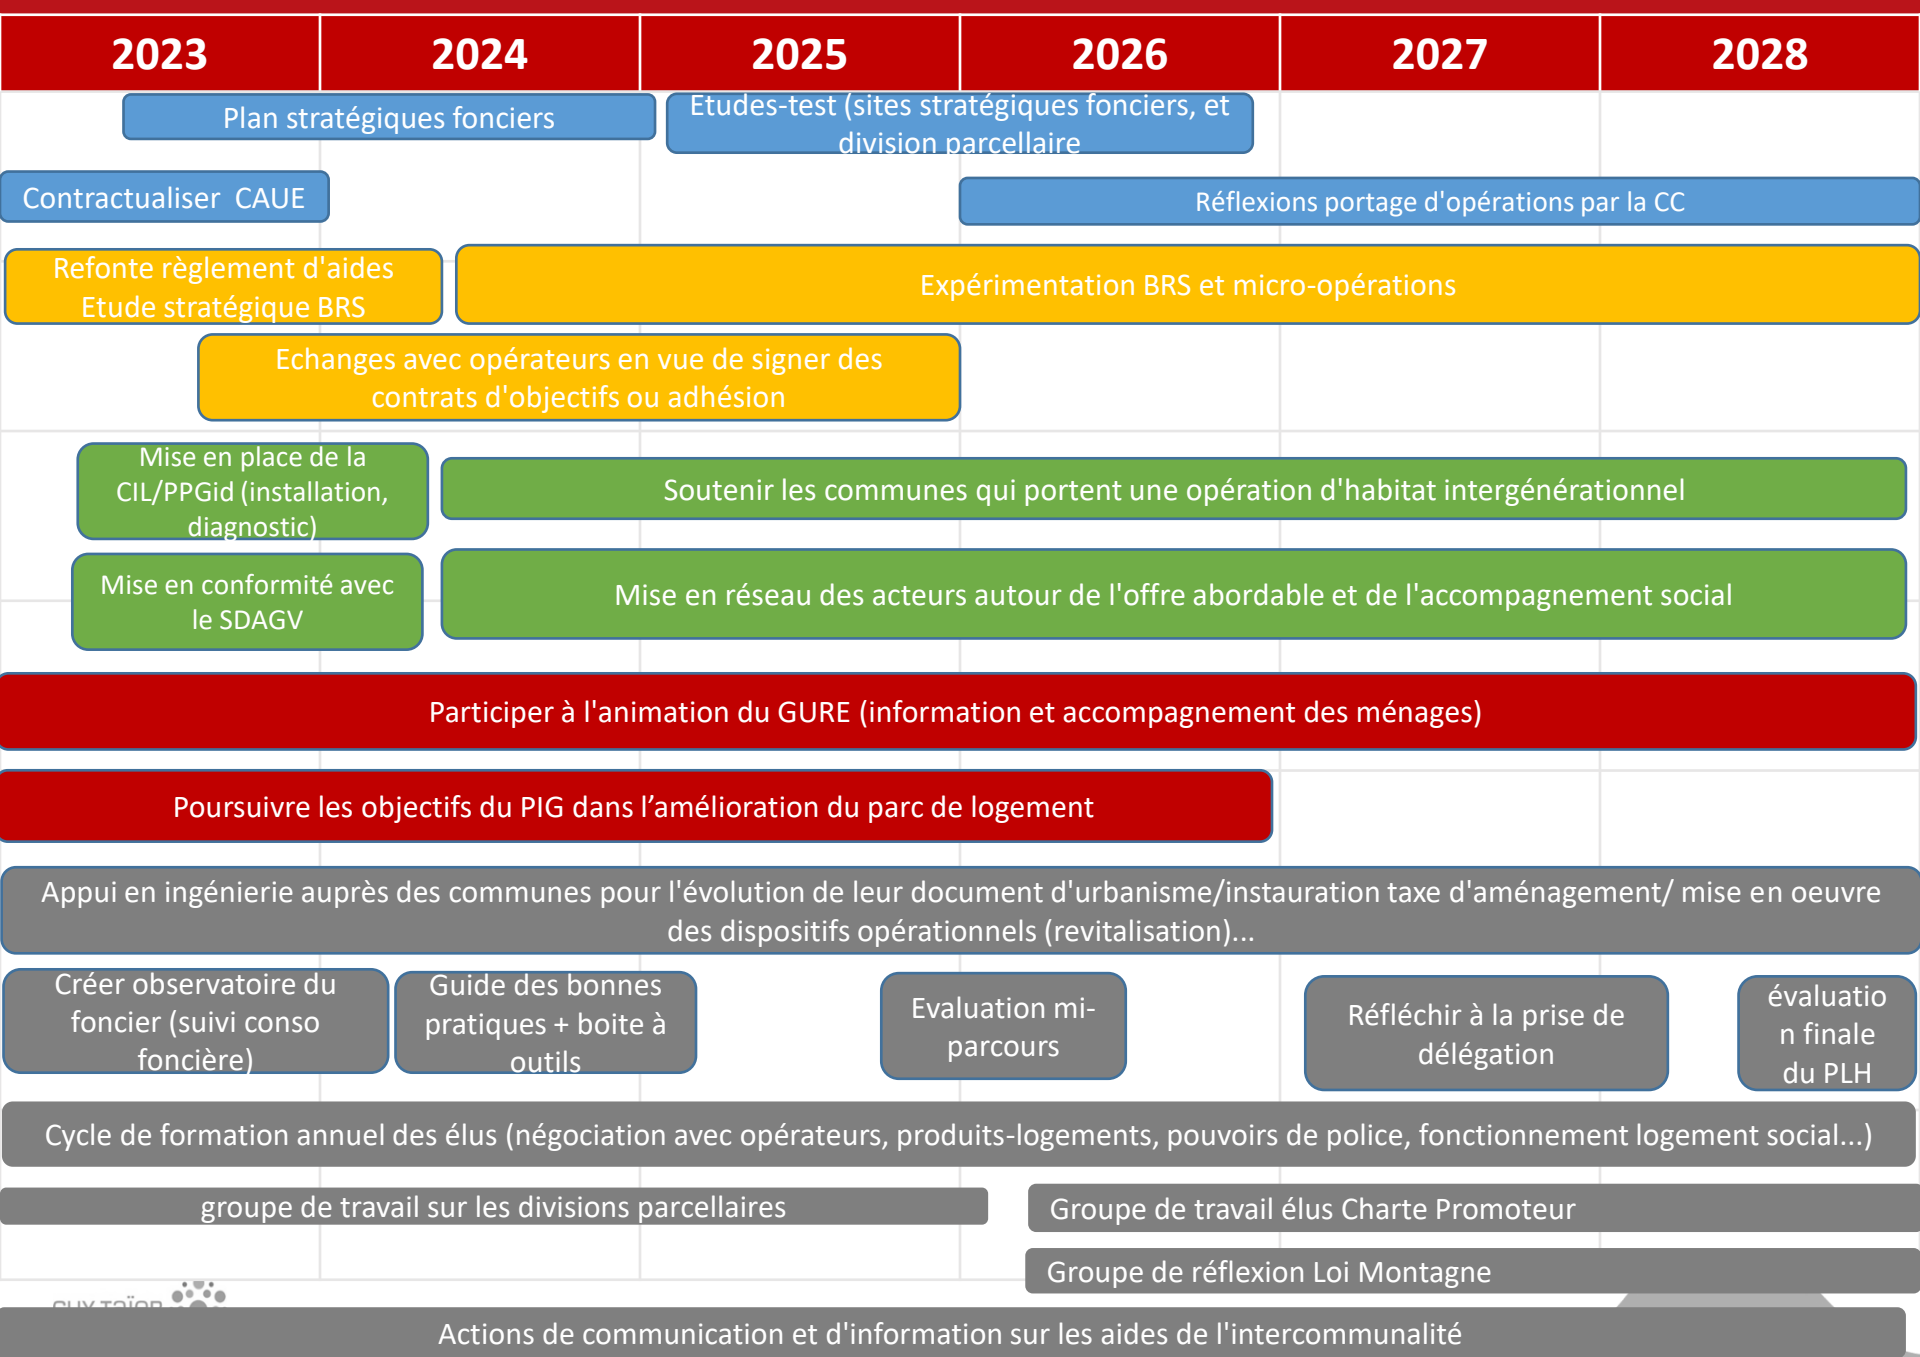 2023 2024 2025 2026 2027 2028
Plan stratégiques fonciers
Etudes-test (sites stratégiques fonciers, et
division parcellaire
Contractualiser CAUE
Réflexions portage d'opérations par la CC
Refonte règlement d'aides
Etude stratégique BRS
Expérimentation BRS et micro-opérations
Echanges avec opérateurs en vue de signer des
contrats d'objectifs ou adhésion
Mise en place de la
CIL/PPGid (installation,
diagnostic)
Soutenir les communes qui portent une opération d'habitat intergénérationnel
Mise en conformité avec
le SDAGV
Mise en réseau des acteurs autour de l'offre abordable et de l'accompagnement social
Participer à l'animation du GURE (information et accompagnement des ménages)
Poursuivre les objectifs du PIG dans l’amélioration du parc de logement
Appui en ingénierie auprès des communes pour l'évolution de leur document d'urbanisme/instauration taxe d'aménagement/ mise en oeuvre
des dispositifs opérationnels (revitalisation)...
Créer observatoire du
foncier (suivi conso
foncière)
Guide des bonnes
pratiques + boite à
outils
Evaluation mi-
parcours
Réfléchir à la prise de
délégation
évaluatio
n finale
du PLH
Cycle de formation annuel des élus (négociation avec opérateurs, produits-logements, pouvoirs de police, fonctionnement logement social...)
groupe de travail sur les divisions parcellaires
Groupe de travail élus Charte Promoteur
Groupe de réflexion Loi Montagne
Actions de communication et d'information sur les aides de l'intercommunalité